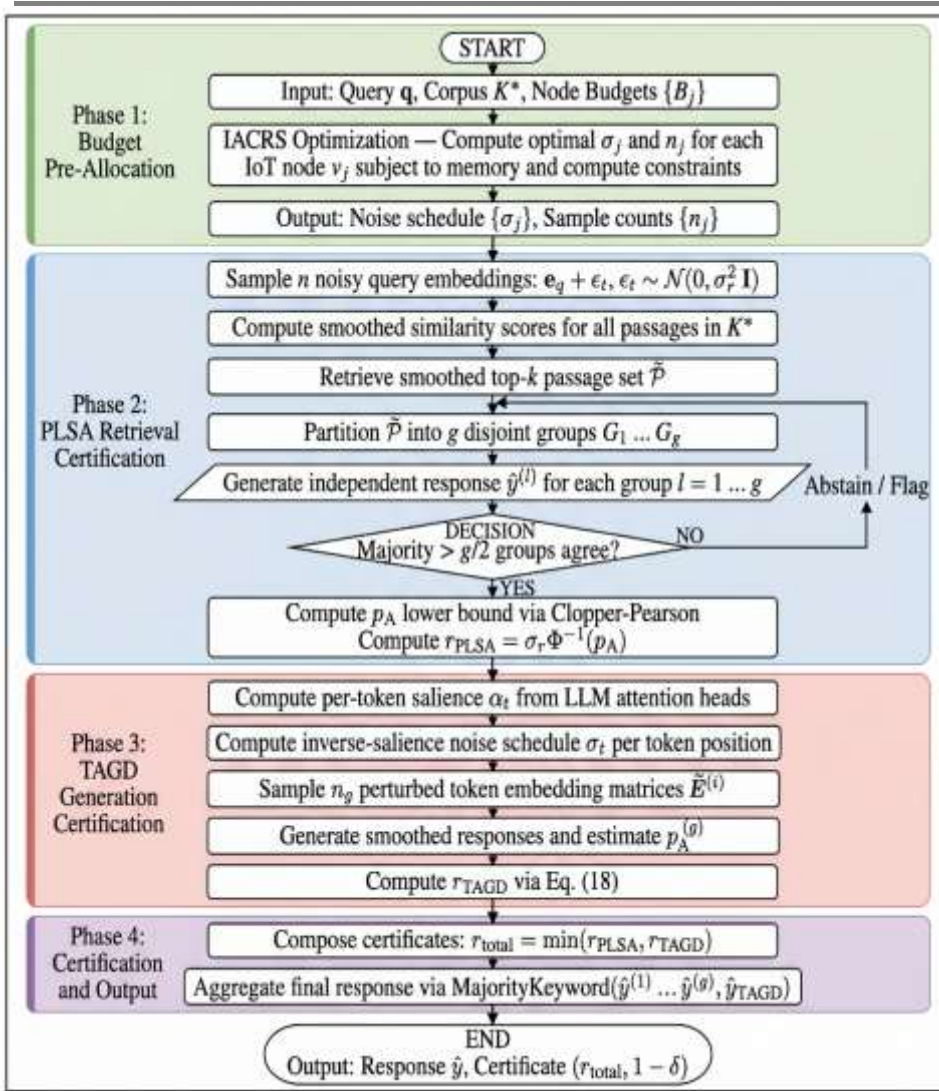 START
Phase 1:
Budget
Pre-Allocation
Input: Query q, Corpus K*, Node Budgets {B_j}
IACRS Optimization — Compute optimal σ_j and n_j for each
IoT node v_j subject to memory and compute constraints
Output: Noise schedule {σ_j}, Sample counts {n_j}
Phase 2:
PLSA Retrieval
Certification
Sample n noisy query embeddings: e_q + ϵ_t, ϵ_t ∼ 𝒩(0, σ_r^2 I)
Compute smoothed similarity scores for all passages in K*
Retrieve smoothed top-k passage set 𝒫̃
Partition 𝒫̃ into g disjoint groups G_1 ... G_g
Generate independent response ŷ^(l) for each group l = 1 ... g
Abstain / Flag
DECISION
Majority > g/2 groups agree?
NO
YES
Compute p_A lower bound via Clopper-Pearson
Compute r_PLSA = σ_r Φ^−1(p_A)
Phase 3:
TAGD
Generation
Certification
Compute per-token salience α_t from LLM attention heads
Compute inverse-salience noise schedule σ_t per token position
Sample n_g perturbed token embedding matrices Ẽ^(i)
Generate smoothed responses and estimate p_A^(g)
Compute r_TAGD via Eq. (18)
Phase 4:
Certification
and Output
Compose certificates: r_total = min(r_PLSA, r_TAGD)
Aggregate final response via MajorityKeyword(ŷ^(1) ... ŷ^(g), ŷ_TAGD)
END
Output: Response ŷ, Certificate (r_total, 1 − δ)